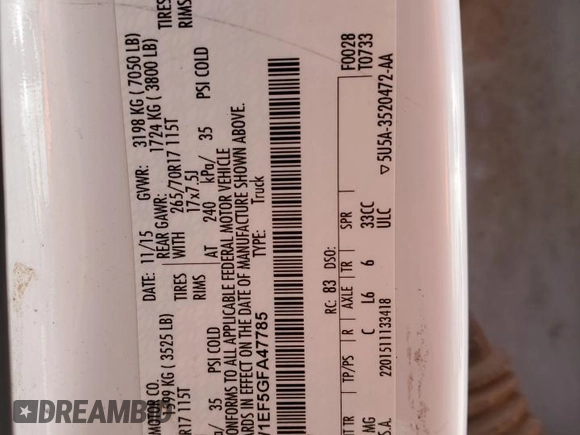 MOTOR CO.
DATE: 11/15 GVWR: 3198 KG ( 7050 LB)
1599 KG ( 3525 LB) REAR GAWR: 1724 KG ( 3800 LB)
TIRES WITH 265/70R17 115T TIRES
R17 115T RIMS 17x7.5J RIMS
35 PSI COLD AT 240 kPa/ 35 PSI COLD
CONFORMS TO ALL APPLICABLE FEDERAL MOTOR VEHICLE
ARDS IN EFFECT ON THE DATE OF MANUFACTURE SHOWN ABOVE.
1EF5GFA47785 TYPE: Truck
F0028
RC: 83 DSO: T0733
INT TR TP/PS R AXLE TR SPR
MG C L6 6 33CC
S.A. 2201511133418 ULC
▽5U5A-3520472-AA
DREAMBID